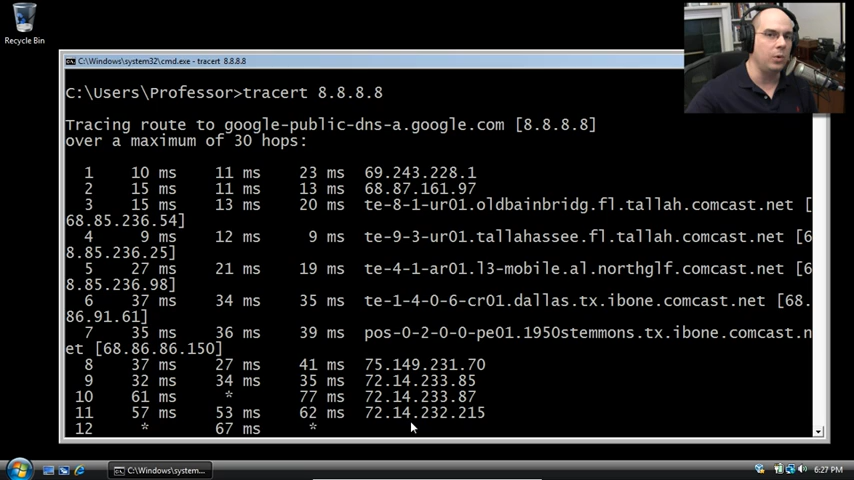 Recycle Bin
C:\Windows\system32\cmd.exe - tracert 8.8.8.8
C:\Users\Professor>tracert 8.8.8.8
Tracing route to google-public-dns-a.google.com [8.8.8.8]
over a maximum of 30 hops:
1 10 ms 11 ms 23 ms 69.243.228.1
2 15 ms 11 ms 13 ms 68.87.161.97
3 15 ms 13 ms 20 ms te-8-1-ur01.oldbainbridg.fl.tallah.comcast.net [
68.85.236.54]
4 9 ms 12 ms 9 ms te-9-3-ur01.tallahassee.fl.tallah.comcast.net [6
8.85.236.25]
5 27 ms 21 ms 19 ms te-4-1-ar01.l3-mobile.al.northglf.comcast.net [6
8.85.236.98]
6 37 ms 34 ms 35 ms te-1-4-0-6-cr01.dallas.tx.ibone.comcast.net [68.
86.91.61]
7 35 ms 36 ms 39 ms pos-0-2-0-0-pe01.1950stemmons.tx.ibone.comcast.n
et [68.86.86.150]
8 37 ms 27 ms 41 ms 75.149.231.70
9 32 ms 34 ms 35 ms 72.14.233.85
10 61 ms * 77 ms 72.14.233.87
11 57 ms 53 ms 62 ms 72.14.232.215
12 * 67 ms *
C:\Windows\system...
6:27 PM